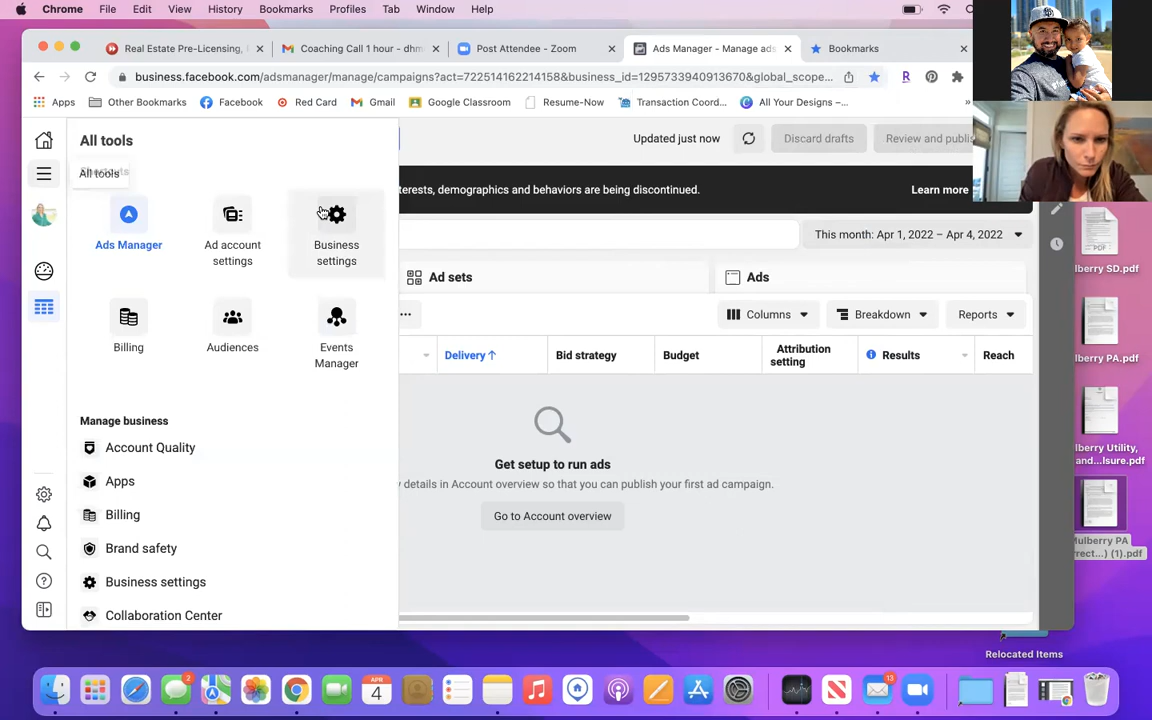 Chrome File Edit View History Bookmarks Profiles Tab Window Help
Real Estate Pre-Licensing,
Coaching Call 1 hour - dhm
Post Attendee - Zoom
Ads Manager - Manage ads
Bookmarks
business.facebook.com/adsmanager/manage/campaigns?act=722514162214158&business_id=1295733940913670&global_scope...
Apps Other Bookmarks Facebook Red Card Gmail Google Classroom Resume-Now Transaction Coord... All Your Designs –... »
All tools
Updated just now
Discard drafts
Review and publis
All tools
terests, demographics and behaviors are being discontinued.
Learn more
Ads Manager
Ad account
settings
Business
settings
This month: Apr 1, 2022 – Apr 4, 2022
Ad sets
Ads
Billing
Audiences
Events
Manager
...
Columns
Breakdown
Reports
Delivery ↑
Bid strategy
Budget
Attribution
setting
Results
Reach
Manage business
Account Quality
Apps
Billing
Brand safety
Business settings
Collaboration Center
Get setup to run ads
y details in Account overview so that you can publish your first ad campaign.
Go to Account overview
PDF
lberry SD.pdf
lberry PA.pdf
lberry Utility,
and...lsure.pdf
Mulberry PA
rrect...) (1).pdf
Relocated Items
2
APR
4
13